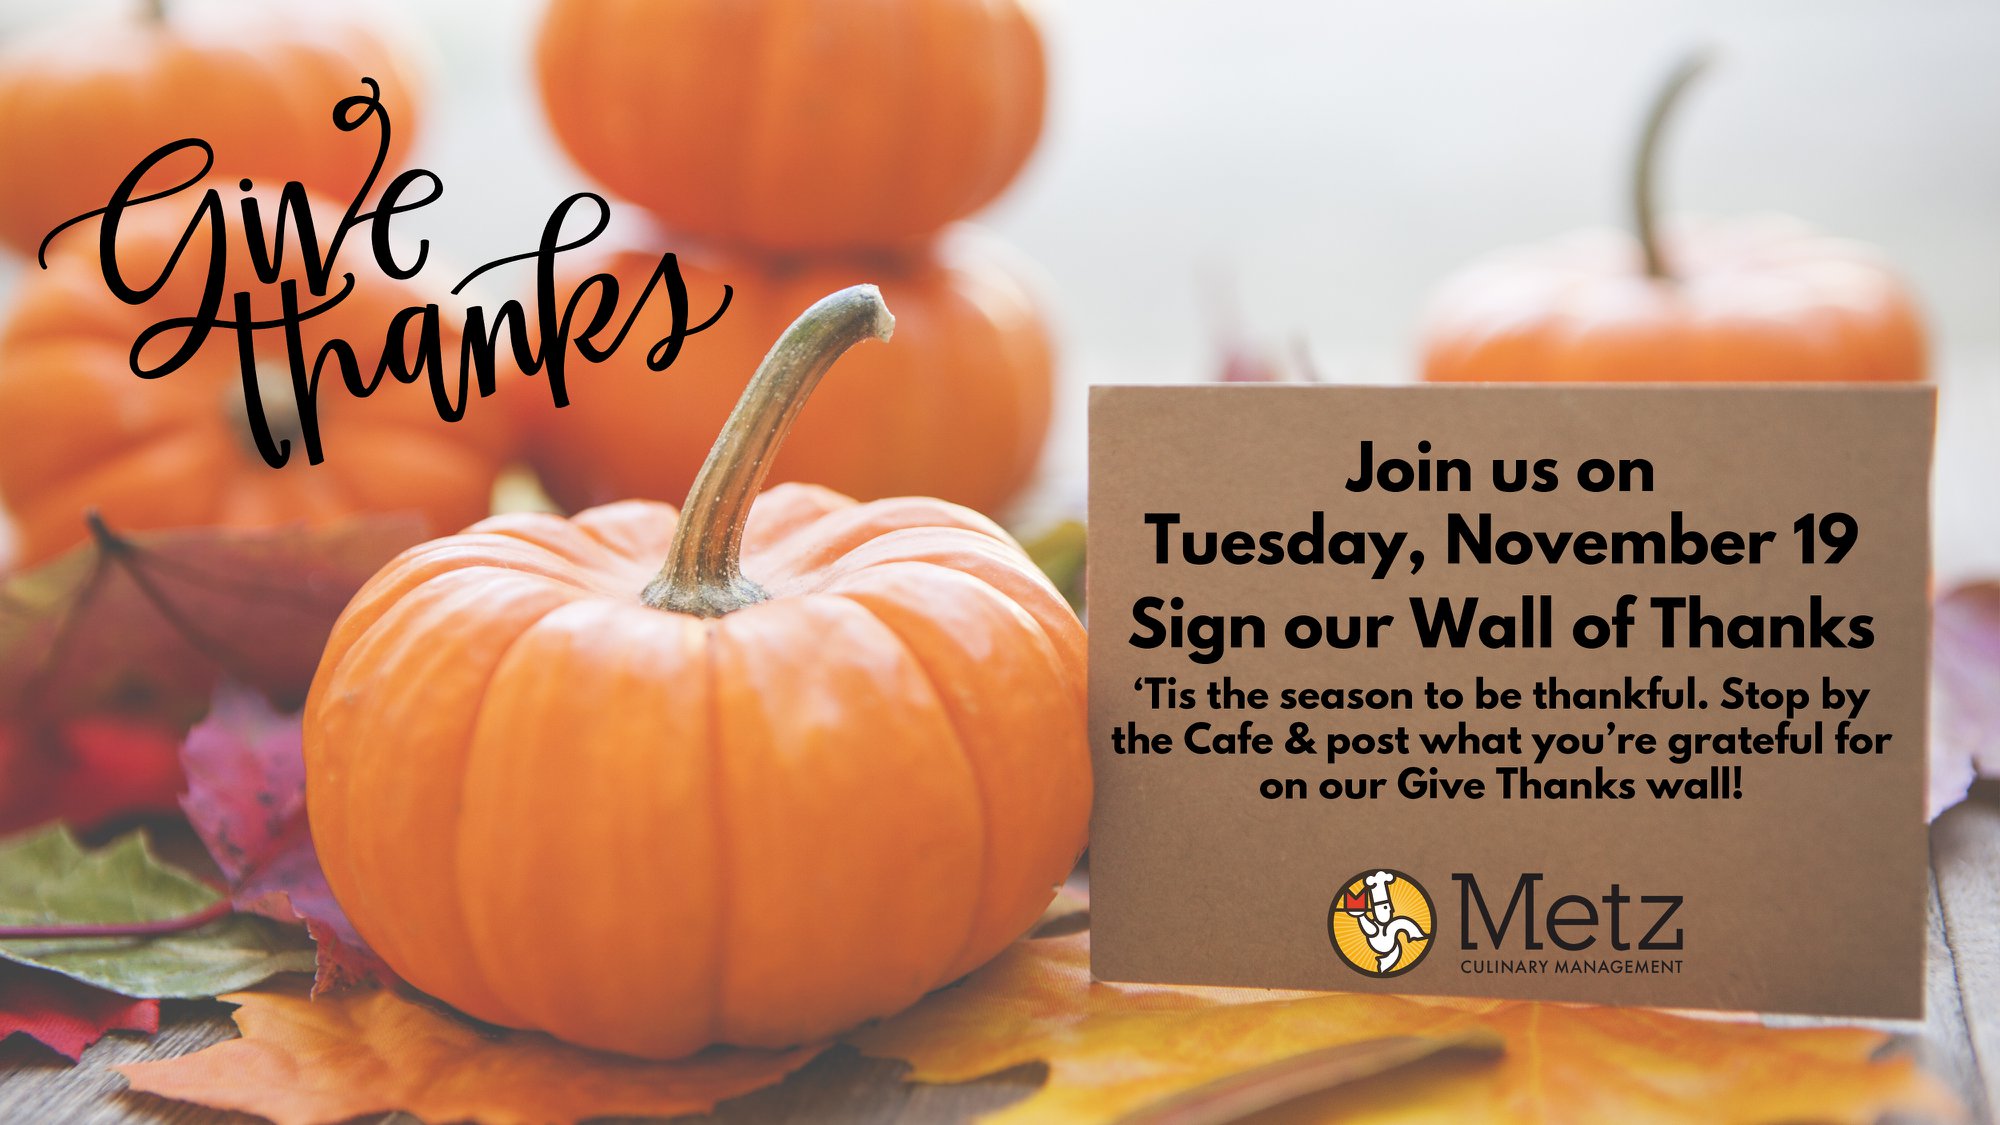 Give
thanks
Join us on
Tuesday, November 19
Sign our Wall of Thanks
‘Tis the season to be thankful. Stop by
the Cafe & post what you’re grateful for
on our Give Thanks wall!
Metz
CULINARY MANAGEMENT